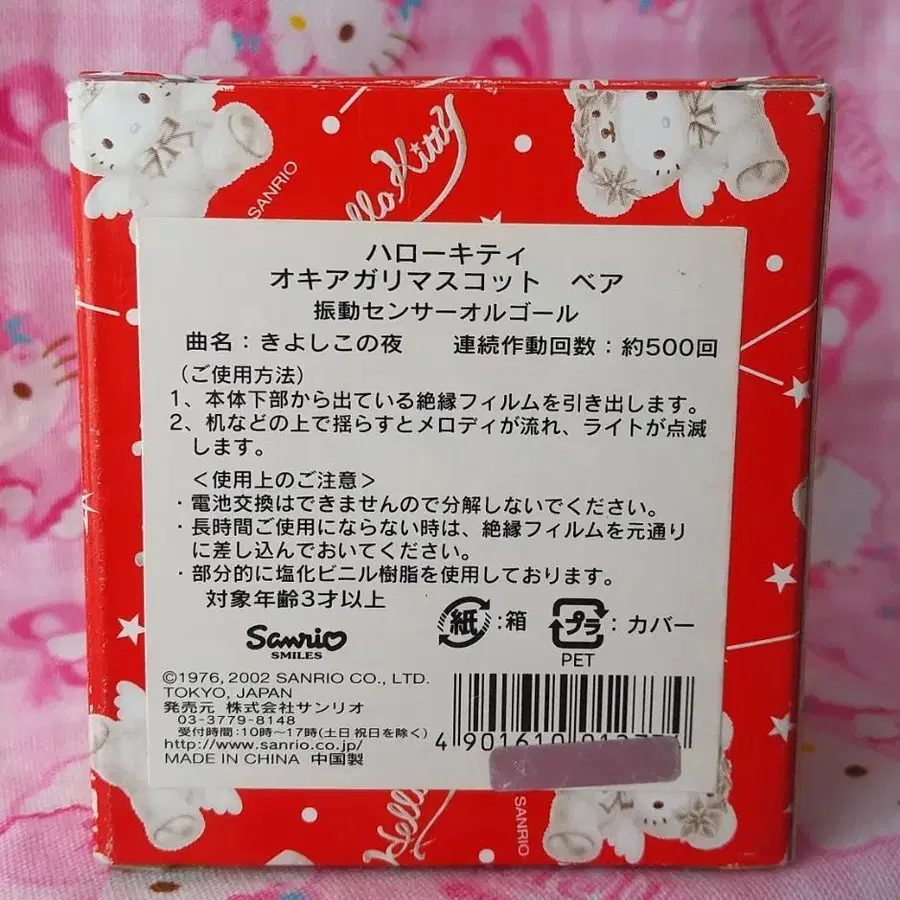 SANRIO
Hello Kitty
ハローキティ
オキアガリマスコット　ベア
振動センサーオルゴール
曲名：きよしこの夜　連続作動回数：約500回
（ご使用方法）
1、本体下部から出ている絶縁フィルムを引き出します。
2、机などの上で揺らすとメロディが流れ、ライトが点滅
します。
＜使用上のご注意＞
・電池交換はできませんので分解しないでください。
・長時間ご使用にならない時は、絶縁フィルムを元通り
に差し込んでおいてください。
・部分的に塩化ビニル樹脂を使用しております。
対象年齢3才以上
紙：箱　プラ：カバー
PET
Sanrio
SMILES
©1976, 2002 SANRIO CO., LTD.
TOKYO, JAPAN
発売元 株式会社サンリオ
03-3779-8148
受付時間：10時～17時(土日祝日を除く)
http://www.sanrio.co.jp/
MADE IN CHINA 中国製
4 901610
Hello
SANRIO